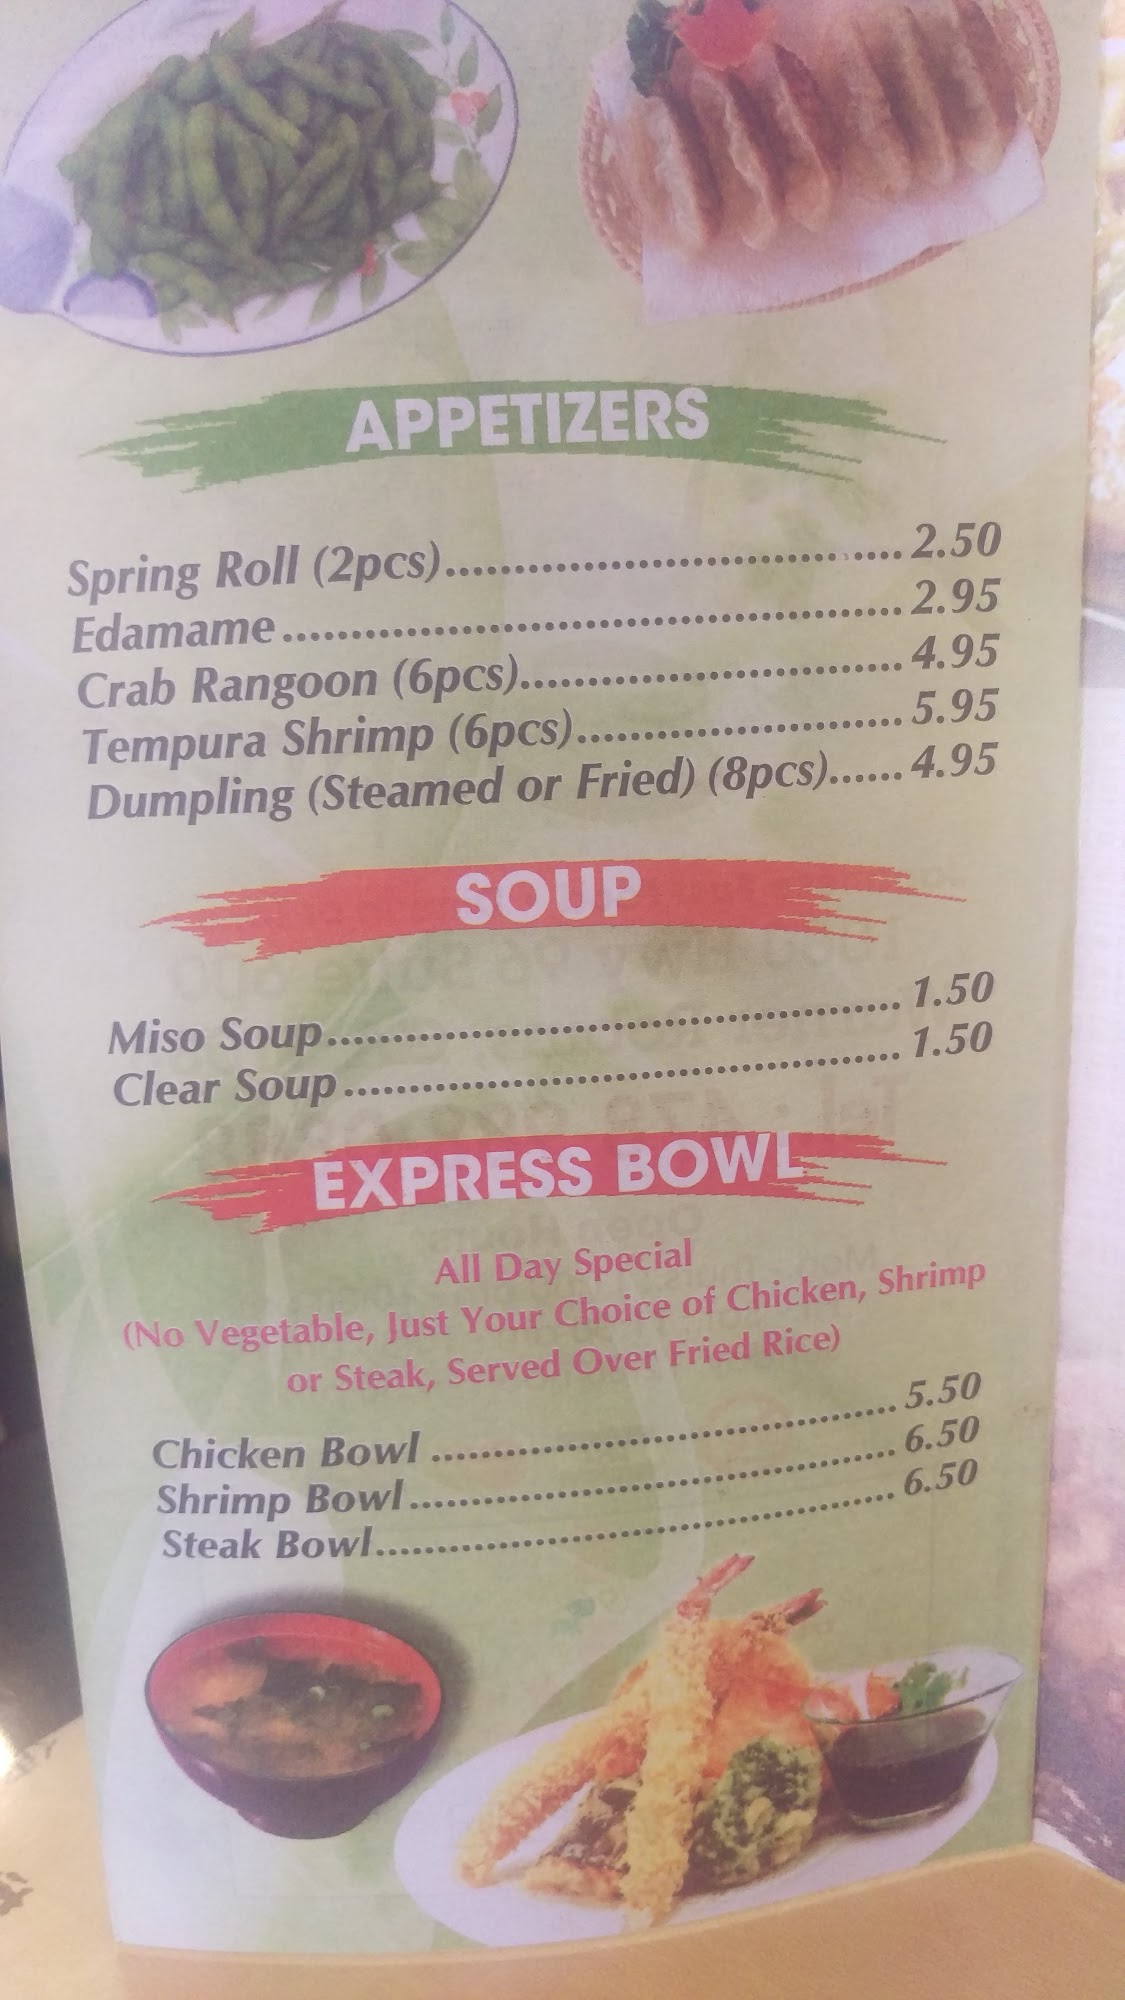 APPETIZERS
Spring Roll (2pcs)....................................2.50
Edamame.............................................2.95
Crab Rangoon (6pcs)............................4.95
Tempura Shrimp (6pcs)........................5.95
Dumpling (Steamed or Fried) (8pcs)......4.95
SOUP
Miso Soup............................................1.50
Clear Soup...........................................1.50
EXPRESS BOWL
All Day Special
(No Vegetable, Just Your Choice of Chicken, Shrimp
or Steak, Served Over Fried Rice)
Chicken Bowl ......................................5.50
Shrimp Bowl........................................6.50
Steak Bowl..........................................6.50